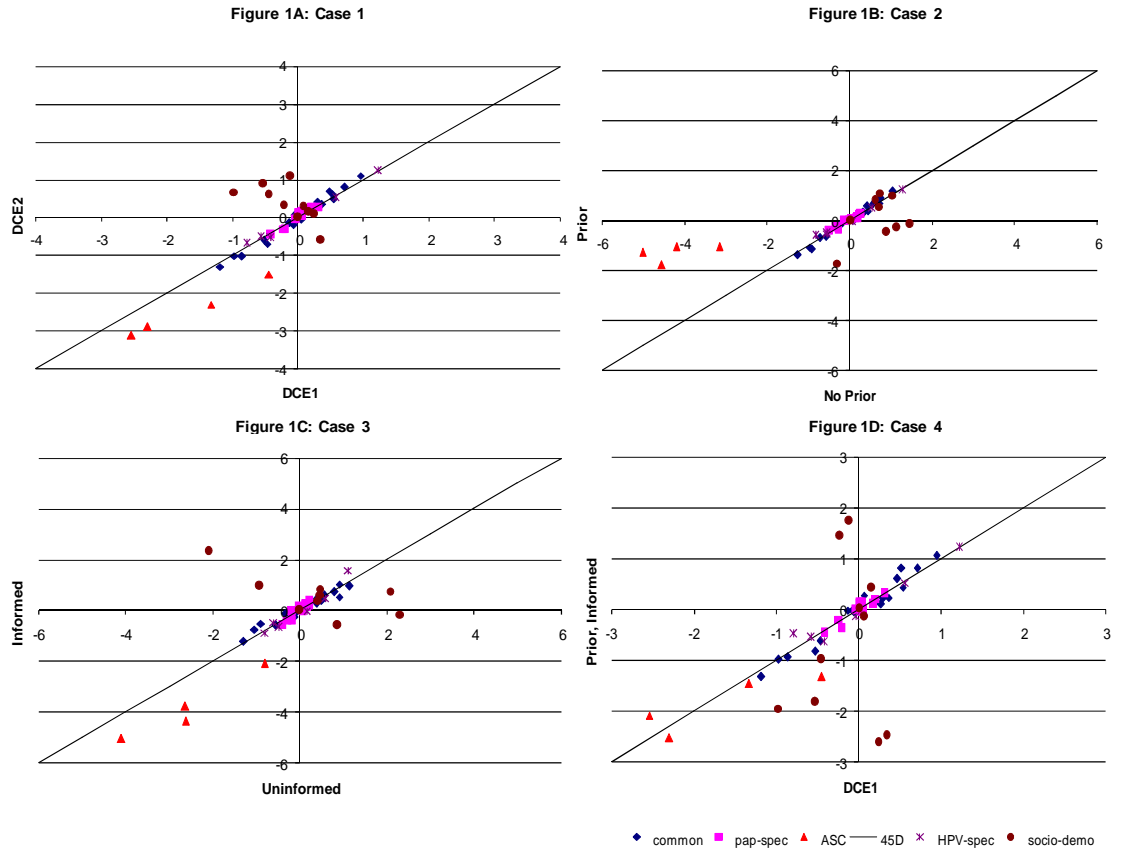 Figure 1A: Case 1
4
3
2
1
0
-4 -3 -2 -1 0 1 2 3 4
-1
-2
-3
-4
DCE2
DCE1
Figure 1B: Case 2
6
4
2
0
-6 -4 -2 0 2 4 6
-2
-4
-6
Prior
No Prior
Figure 1C: Case 3
6
4
2
0
-6 -4 -2 0 2 4 6
-2
-4
-6
Informed
Uninformed
Figure 1D: Case 4
3
2
1
0
-3 -2 -1 0 1 2 3
-1
-2
-3
Prior, Informed
DCE1
common pap-spec ASC 45D HPV-spec socio-demo